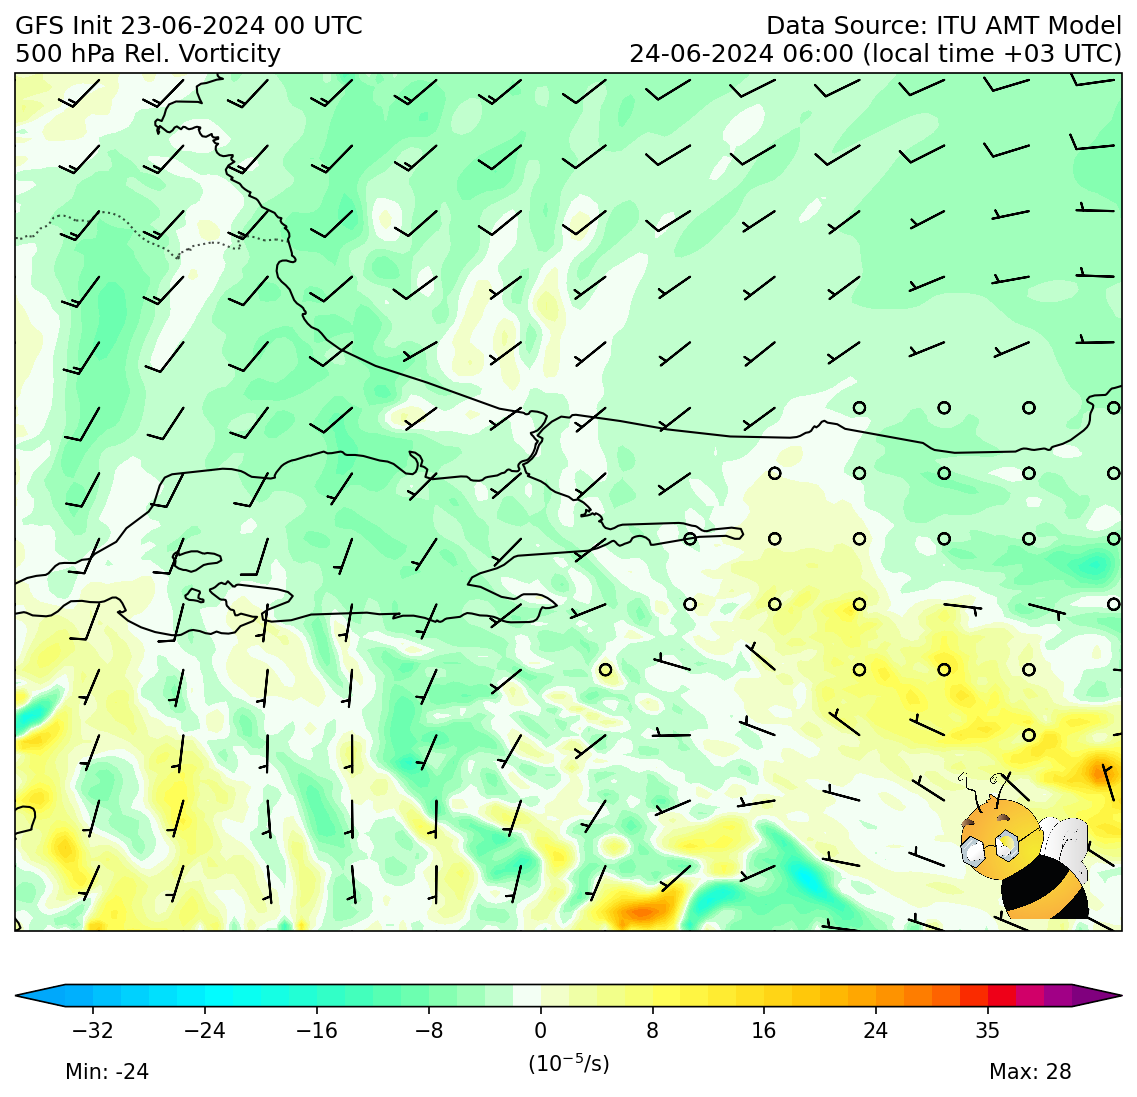 GFS Init 23-06-2024 00 UTC
Data Source: ITU AMT Model
500 hPa Rel. Vorticity
24-06-2024 06:00 (local time +03 UTC)
−32 −24 −16 −8 0 8 16 24 35
(10⁻⁵/s)
Min: -24
Max: 28